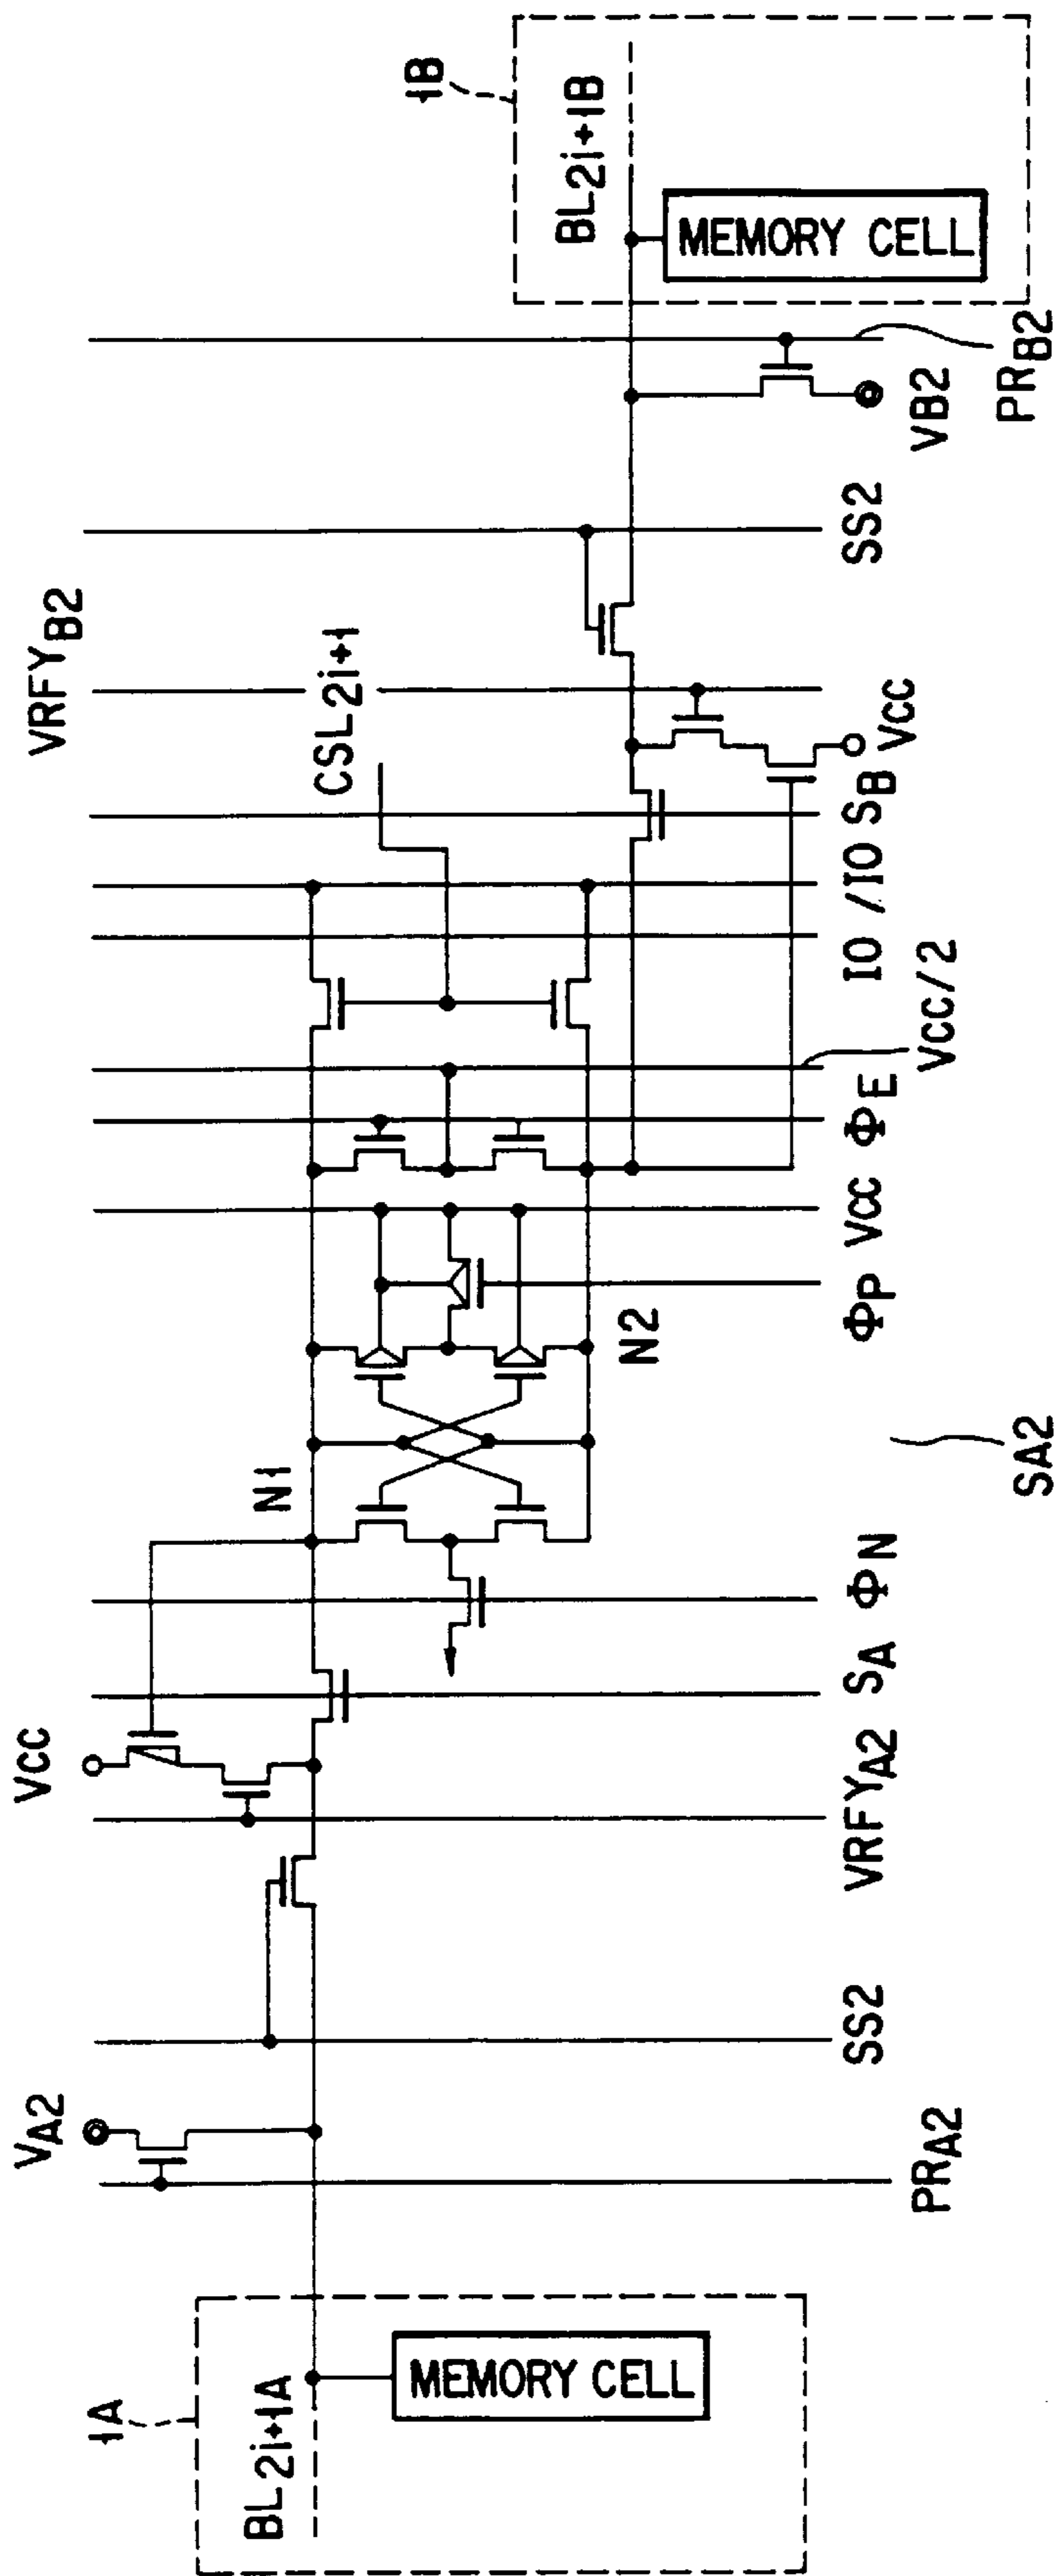 1A
BL2i+1A
MEMORY CELL
VA2
PRA2
SS2
VCC
VRFYA2
SA
ΦN
SA2
N1
N2
ΦP
VCC
ΦE
VCC/2
IO
/IO
SB
CSL2i+1
VRFYB2
VCC
SS2
VB2
PRB2
1B
BL2i+1B
MEMORY CELL